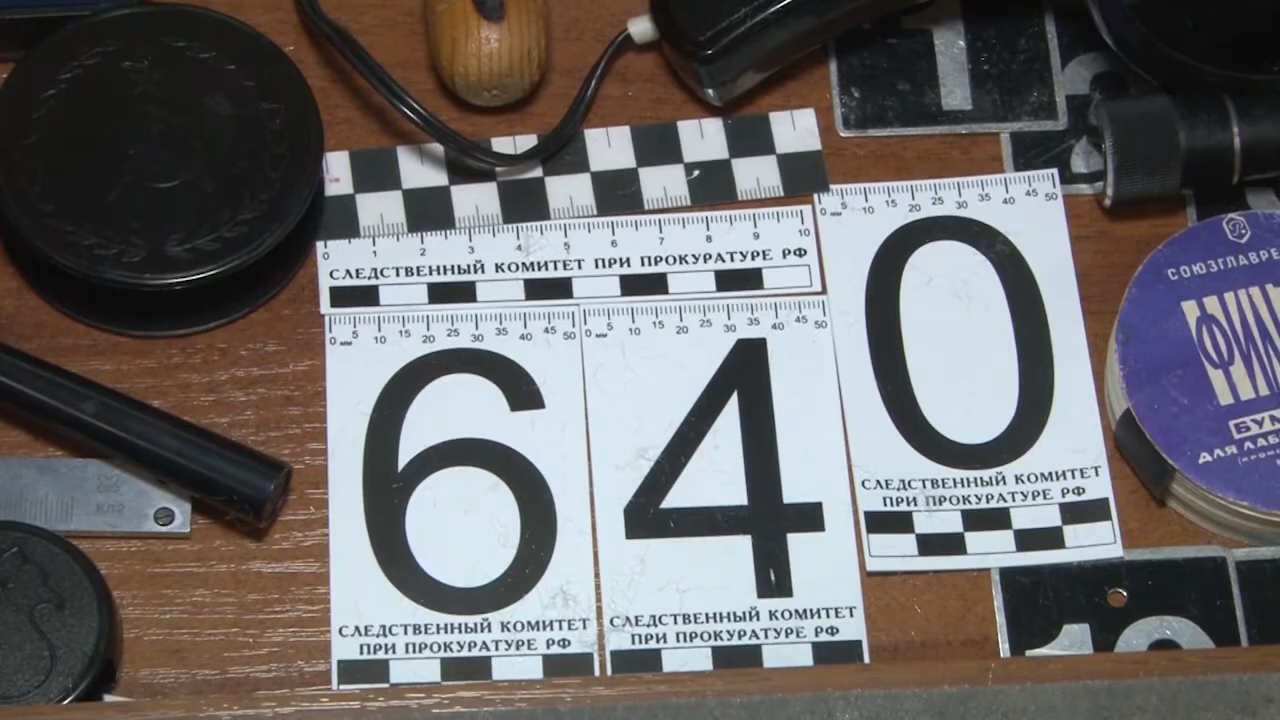 1
0 1 2 3 4 5 6 7 8 9 10
СЛЕДСТВЕННЫЙ КОМИТЕТ ПРИ ПРОКУРАТУРЕ РФ
0 мм 5 10 15 20 25 30 35 40 45 50
6
СЛЕДСТВЕННЫЙ КОМИТЕТ
ПРИ ПРОКУРАТУРЕ РФ
0 мм 5 10 15 20 25 30 35 40 45 50
4
СЛЕДСТВЕННЫЙ КОМИТЕТ
ПРИ ПРОКУРАТУРЕ РФ
0 мм 5 10 15 20 25 30 35 40 45 50
0
СЛЕДСТВЕННЫЙ КОМИТЕТ
ПРИ ПРОКУРАТУРЕ РФ
ДЛЯ
10